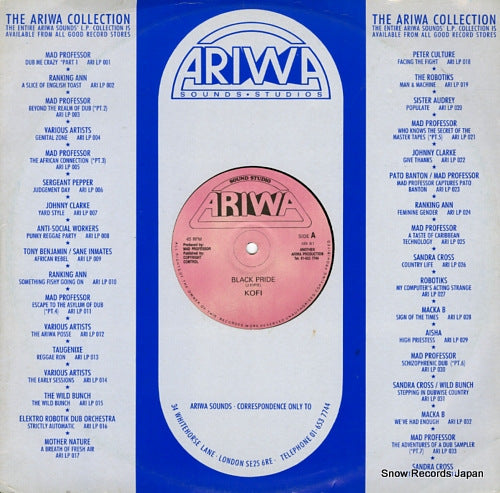 THE ARIWA COLLECTION
THE ENTIRE ARIWA SOUNDS' L.P. COLLECTION IS
AVAILABLE FROM ALL GOOD RECORD STORES
MAD PROFESSOR
DUB ME CRAZY *PART 1 ARI LP 001
RANKING ANN
A SLICE OF ENGLISH TOAST ARI LP 002
MAD PROFESSOR
BEYOND THE REALM OF DUB (*PT.2)
ARI LP 003
VARIOUS ARTISTS
GENITAL ZONE ARI LP 004
MAD PROFESSOR
THE AFRICAN CONNECTION (*PT.3)
ARI LP 005
SERGEANT PEPPER
JUDGEMENT DAY ARI LP 006
JOHNNY CLARKE
YARD STYLE ARI LP 007
ANTI-SOCIAL WORKERS
PUNKY REGGAE PARTY ARI LP 008
TONY BENJAMIN / SANE INMATES
AFRICAN REBEL ARI LP 009
RANKING ANN
SOMETHING FISHY GOING ON ARI LP 010
MAD PROFESSOR
ESCAPE TO THE ASYLUM OF DUB
(*PT.4) ARI LP 011
VARIOUS ARTISTS
THE ARIWA POSSE ARI LP 012
TAUGENIXE
REGGAE RON ARI LP 013
VARIOUS ARTISTS
THE EARLY SESSIONS ARI LP 014
THE WILD BUNCH
THE WILD BUNCH ARI LP 015
ELEKTRO ROBOTIK DUB ORCHESTRA
STRICTLY AUTOMATIC ARI LP 016
MOTHER NATURE
A BREATH OF FRESH AIR
ARI LP 017
ARIWA
SOUNDS • STUDIOS
SOUND STUDIO
ARIWA
45 RPM
Produced by:
MAD PROFESSOR
Published by:
COPYRIGHT
CONTROL
SIDE A
ANOTHER
ARIWA PRODUCTION
BLACK PRIDE
KOFI
ARIWA SOUNDS • CORRESPONDENCE ONLY TO
34 WHITEHORSE LANE • LONDON SE25 6RE • TELEPHONE 01 653 7744
THE ARIWA COLLECTION
THE ENTIRE ARIWA SOUNDS' L.P. COLLECTION IS
AVAILABLE FROM ALL GOOD RECORD STORES
PETER CULTURE
FACING THE FIGHT ARI LP 018
THE ROBOTIKS
MAN & MACHINE ARI LP 019
SISTER AUDREY
POPULATE ARI LP 020
MAD PROFESSOR
WHO KNOWS THE SECRET OF THE
MASTER TAPES (*PT.5) ARI LP 021
JOHNNY CLARKE
GIVE THANKS ARI LP 022
PATO BANTON / MAD PROFESSOR
MAD PROFESSOR CAPTURES PATO
BANTON ARI LP 023
RANKING ANN
FEMININE GENDER ARI LP 024
MAD PROFESSOR
A TASTE OF CARIBBEAN
TECHNOLOGY ARI LP 025
SANDRA CROSS
COUNTRY LIFE ARI LP 026
ROBOTIKS
MY COMPUTER'S ACTING STRANGE
ARI LP 027
MACKA B
SIGN OF THE TIMES ARI LP 028
AISHA
HIGH PRIESTESS ARI LP 029
MAD PROFESSOR
SCHIZOPHRENIC DUB (*PT.6)
ARI LP 030
SANDRA CROSS / WILD BUNCH
STEPPING IN DUBWISE COUNTRY
ARI LP 031
MACKA B
WE'VE HAD ENOUGH ARI LP 032
MAD PROFESSOR
THE ADVENTURES OF A DUB SAMPLER
(*PT.7) ARI LP 033
SANDRA CROSS
Snow Records Japan